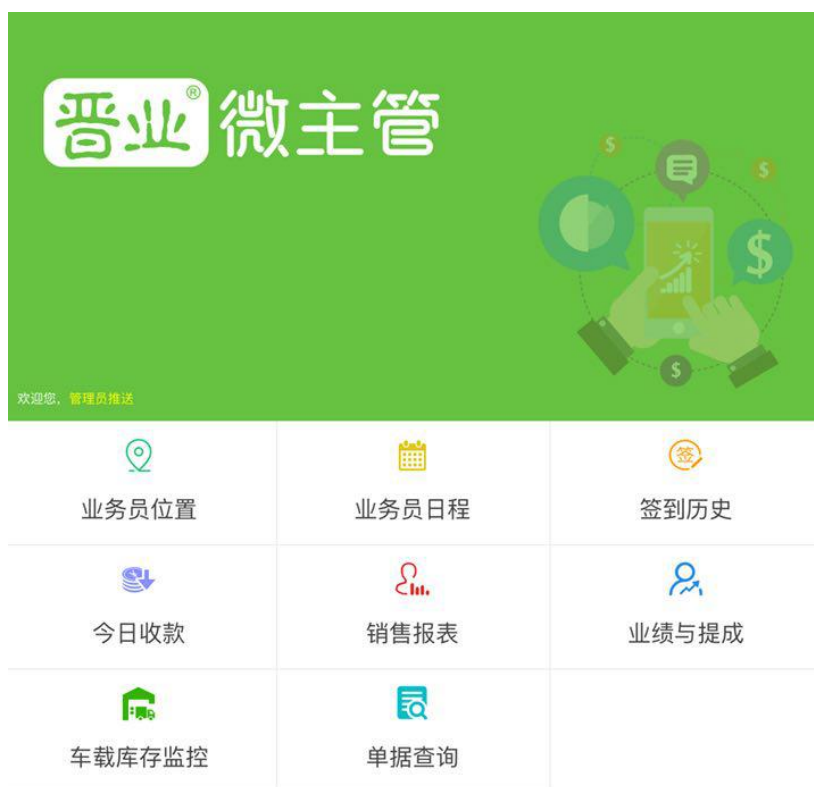 晋业® 微主管
欢迎您，管理员推送
业务员位置
业务员日程
签到历史
今日收款
销售报表
业绩与提成
车载库存监控
单据查询
签
$
$
$
$